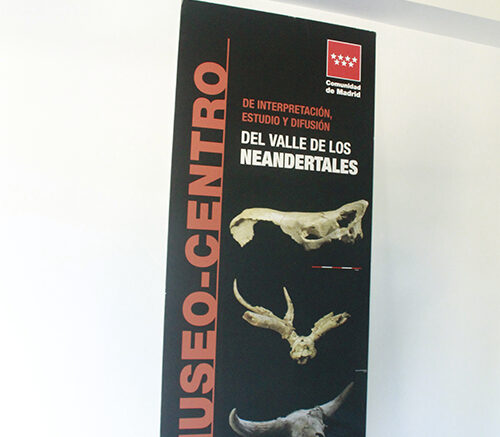 Comunidad
de Madrid
MUSEO-CENTRO
DE INTERPRETACIÓN,
ESTUDIO Y DIFUSIÓN
DEL VALLE DE LOS
NEANDERTALES